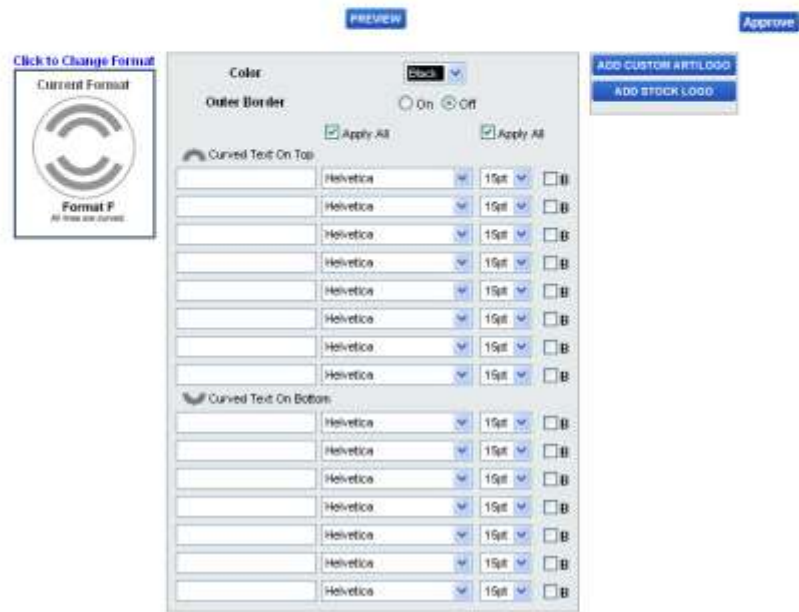 PREVIEW
Approve
Click to Change Format
Current Format
Format F
All lines are curved.
Color
Black
Outer Border
On
Off
Apply All
Apply All
Curved Text On Top
Helvetica 15pt B
Helvetica 15pt B
Helvetica 15pt B
Helvetica 15pt B
Helvetica 15pt B
Helvetica 15pt B
Helvetica 15pt B
Helvetica 15pt B
Curved Text On Bottom
Helvetica 15pt B
Helvetica 15pt B
Helvetica 15pt B
Helvetica 15pt B
Helvetica 15pt B
Helvetica 15pt B
Helvetica 15pt B
ADD CUSTOM ART/LOGO
ADD STOCK LOGO